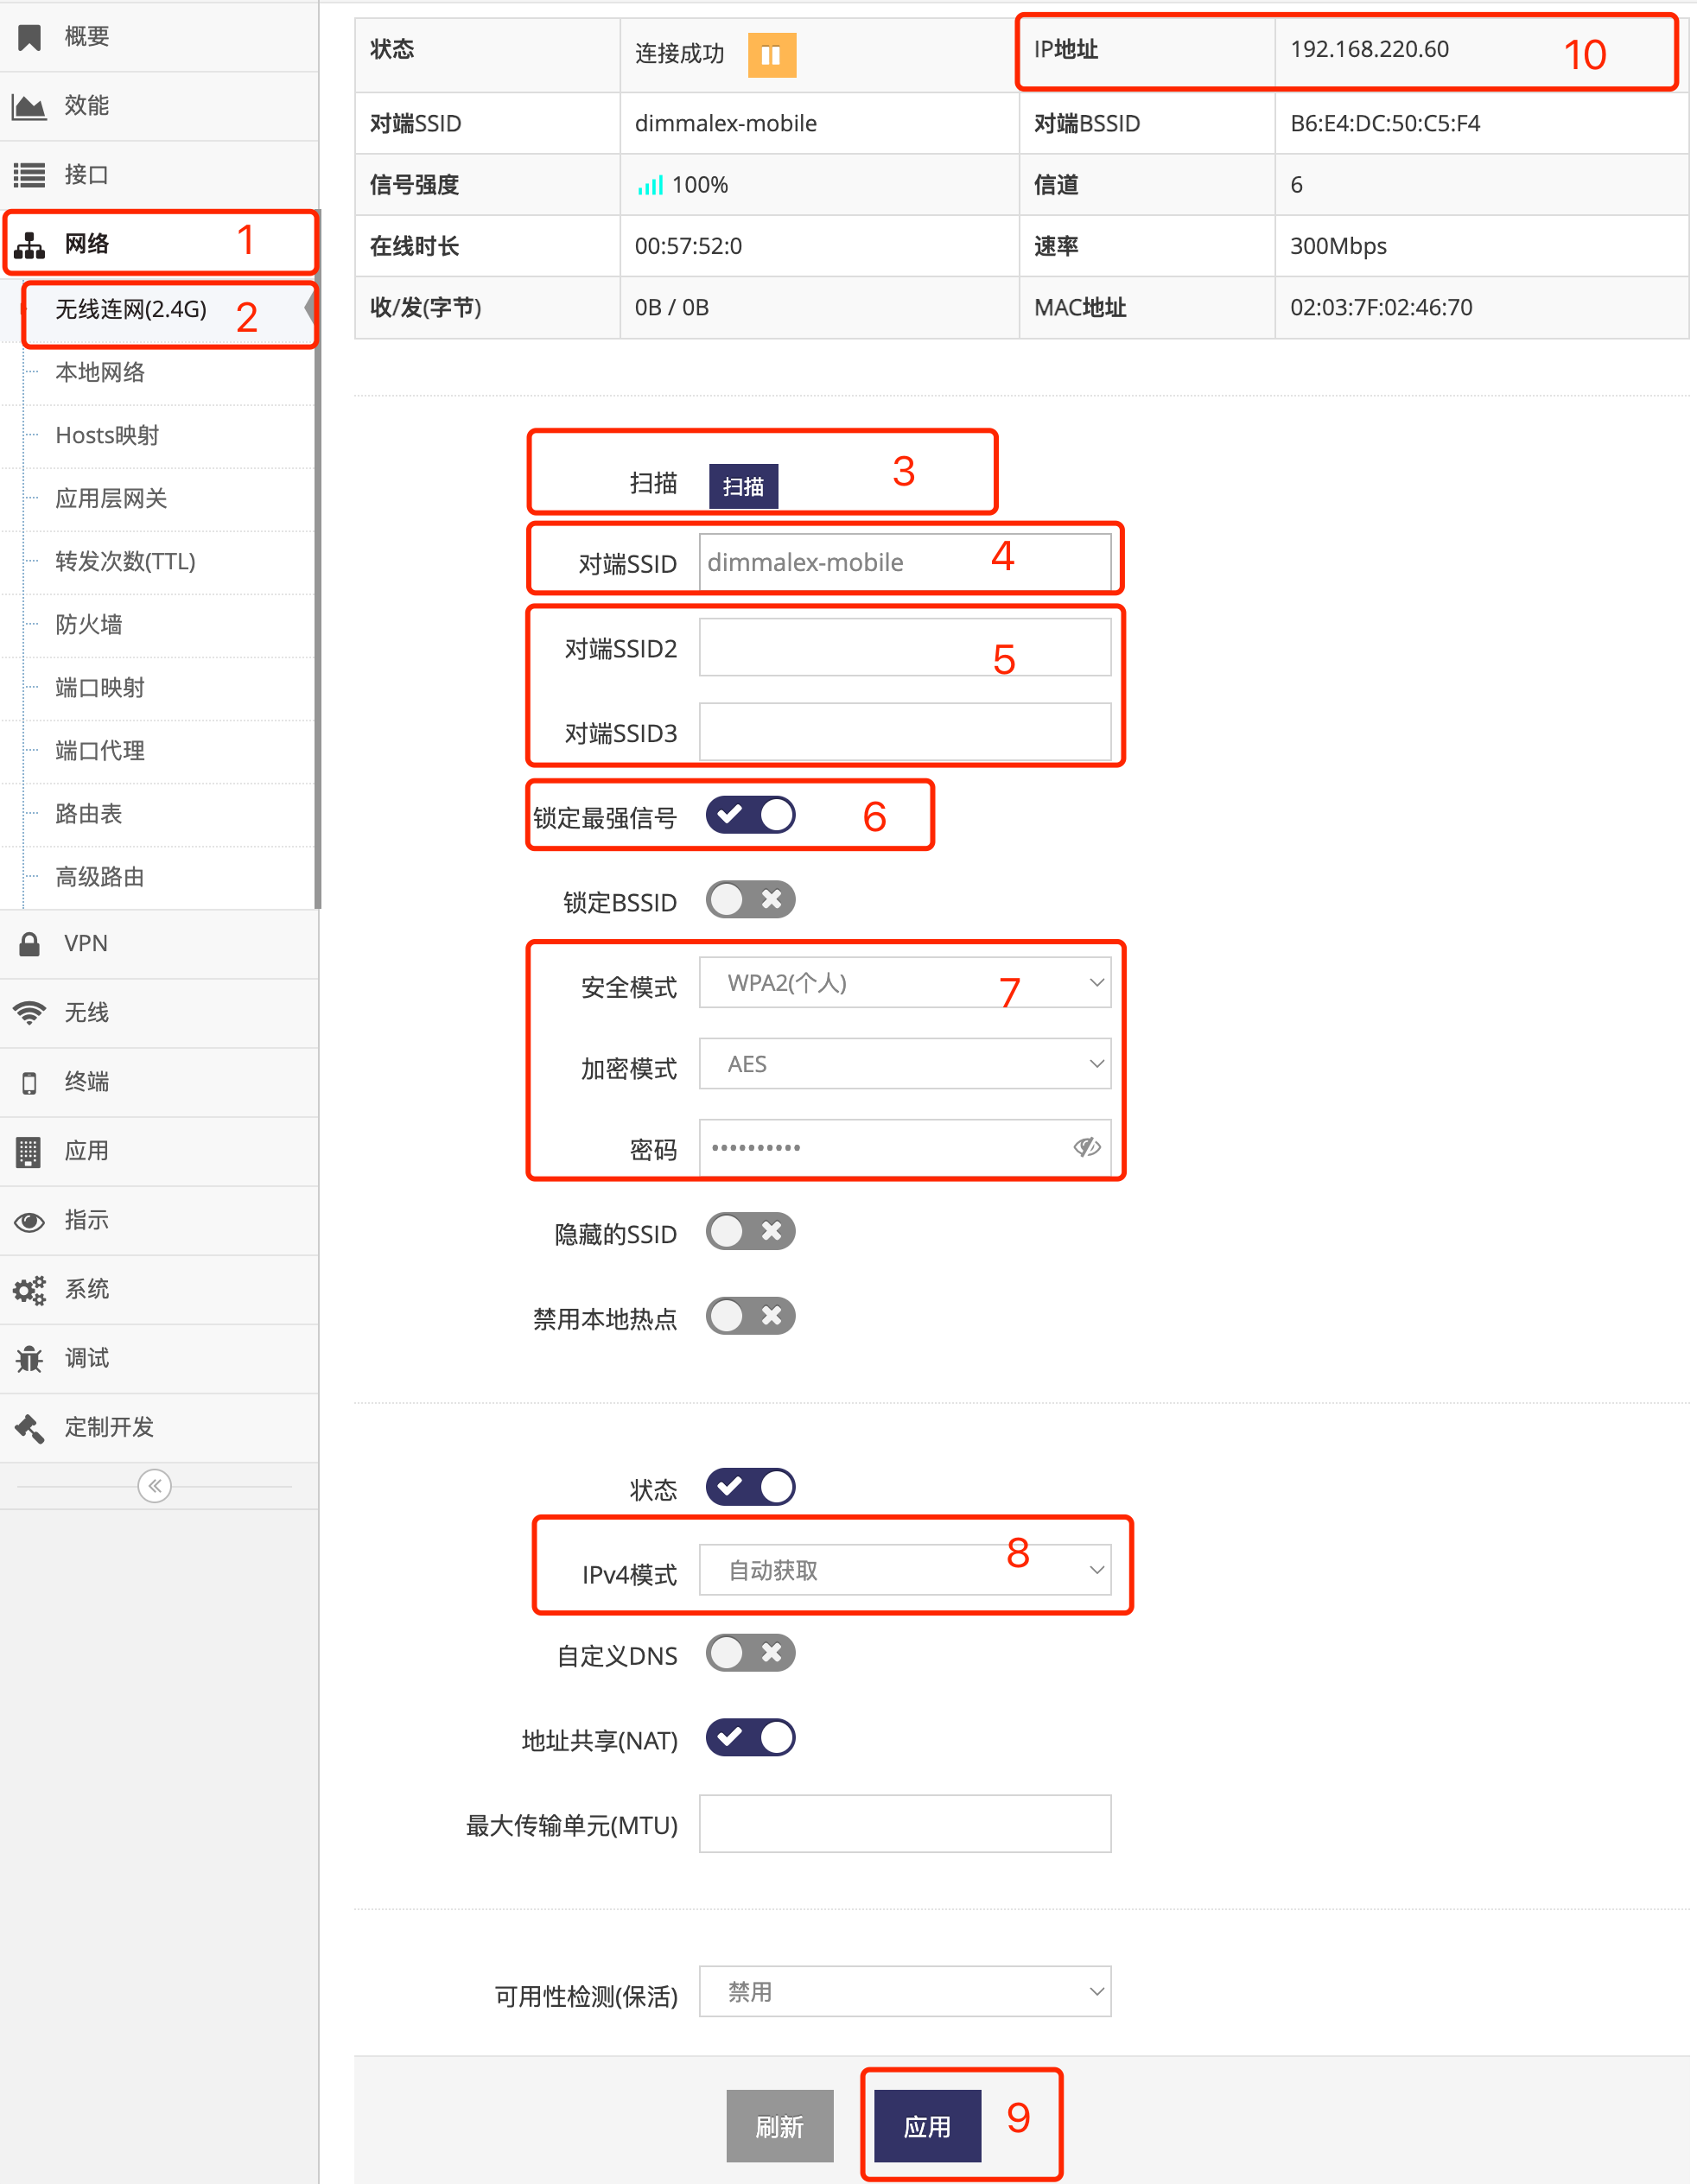 概要
效能
接口
网络 1
无线连网(2.4G) 2
本地网络
Hosts映射
应用层网关
转发次数(TTL)
防火墙
端口映射
端口代理
路由表
高级路由
VPN
无线
终端
应用
指示
系统
调试
定制开发
状态 连接成功 IP地址 192.168.220.60 10
对端SSID dimmalex-mobile 对端BSSID B6:E4:DC:50:C5:F4
信号强度 100% 信道 6
在线时长 00:57:52:0 速率 300Mbps
收/发(字节) 0B / 0B MAC地址 02:03:7F:02:46:70
扫描 扫描 3
对端SSID dimmalex-mobile 4
对端SSID2 5
对端SSID3
锁定最强信号 6
锁定BSSID
安全模式 WPA2(个人) 7
加密模式 AES
密码 ••••••••••
隐藏的SSID
禁用本地热点
状态
IPv4模式 自动获取 8
自定义DNS
地址共享(NAT)
最大传输单元(MTU)
可用性检测(保活) 禁用
刷新 应用 9